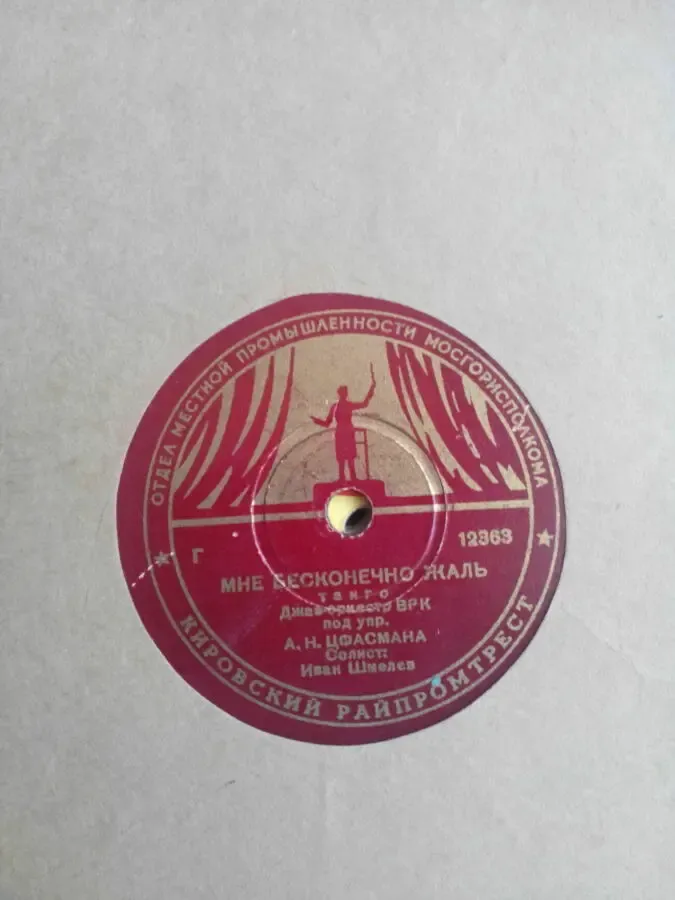 ОТДЕЛ МЕСТНОЙ ПРОМЫШЛЕННОСТИ МОСГОРИСПОЛКОМА
Г 12363
МНЕ БЕСКОНЕЧНО ЖАЛЬ
танго
Джаз-оркестр ВРК
под упр.
А. Н. ЦФАСМАНА
Солист:
Иван Шмелев
КИРОВСКИЙ РАЙПРОМТРЕСТ